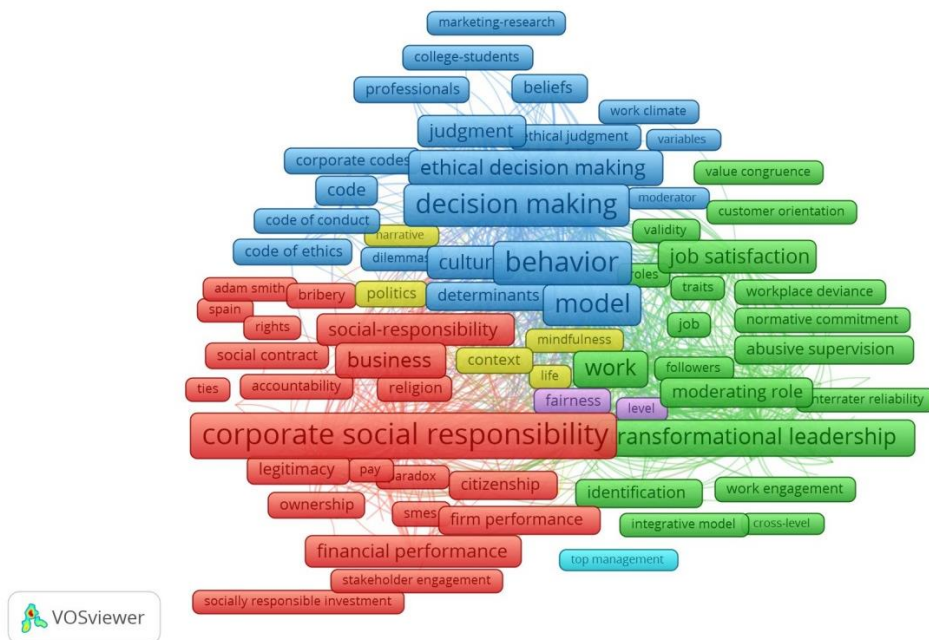 marketing-research
college-students
professionals
beliefs
work climate
judgment
ethical judgment
variables
corporate codes
ethical decision making
value congruence
code
decision making
moderator
customer orientation
code of conduct
narrative
validity
code of ethics
dilemmas
cultur
behavior
roles
job satisfaction
adam smith
bribery
politics
determinants
model
traits
workplace deviance
spain
rights
social-responsibility
mindfulness
job
normative commitment
social contract
business
context
work
followers
abusive supervision
ties
accountability
religion
life
fairness
level
moderating role
nterrater reliability
corporate social responsibility
ransformational leadership
legitimacy
pay
paradox
citizenship
identification
work engagement
ownership
smes
firm performance
integrative model
cross-level
financial performance
top management
stakeholder engagement
socially responsible investment
VOSviewer